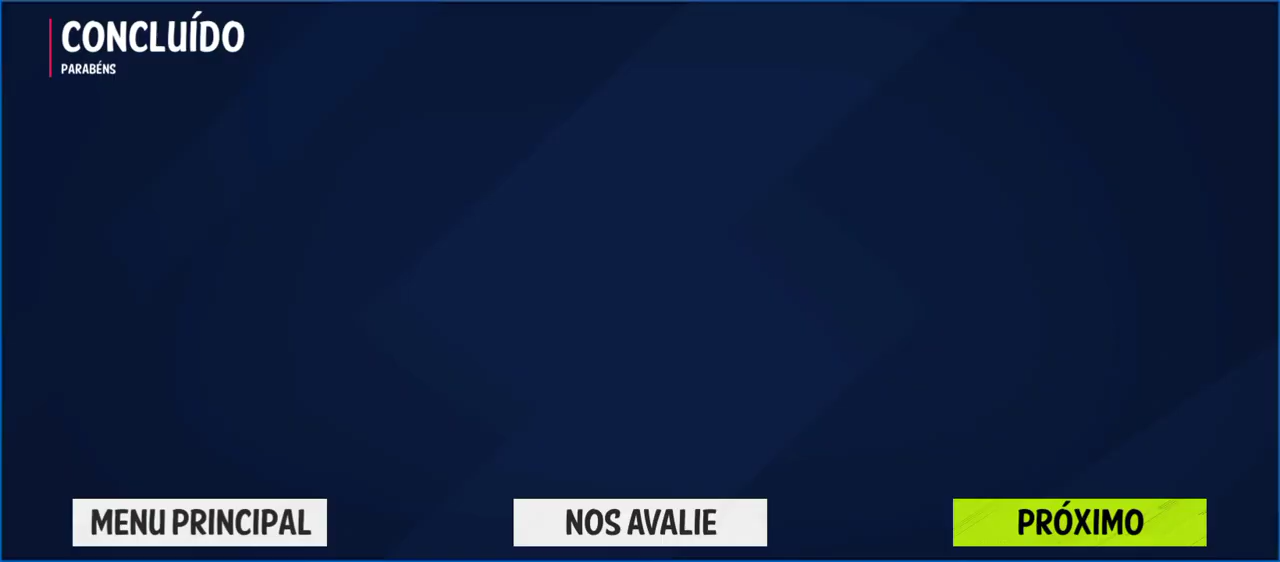 CONCLUÍDO
PARABÉNS
MENU PRINCIPAL
NOS AVALIE
PRÓXIMO